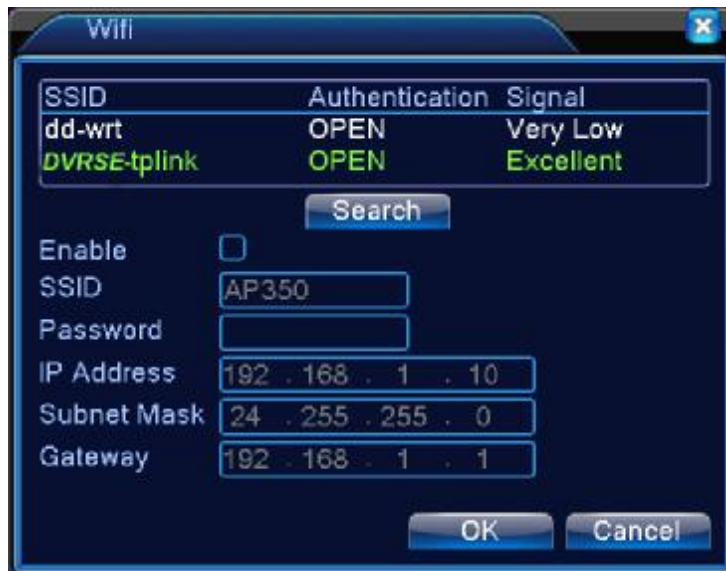 Wifi
SSID Authentication Signal
dd-wrt OPEN Very Low
DVRSE-tplink OPEN Excellent
Search
Enable
SSID AP350
Password
IP Address 192 . 168 . 1 . 10
Subnet Mask 24 . 255 . 255 . 0
Gateway 192 . 168 . 1 . 1
OK Cancel